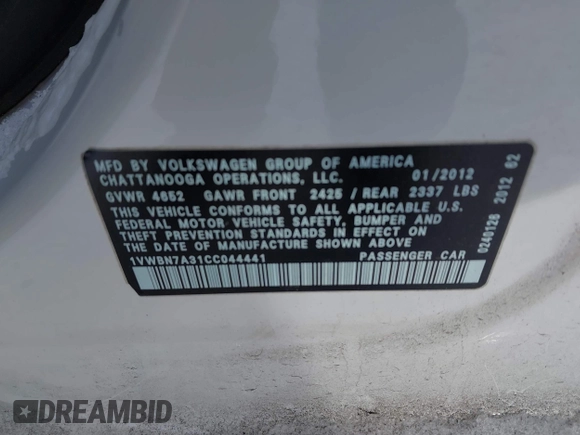 MFD BY VOLKSWAGEN GROUP OF AMERICA
CHATTANOOGA OPERATIONS, LLC. 01/2012
GVWR 4652 GAWR FRONT 2425 / REAR 2337 LBS
THIS VEHICLE CONFORMS TO ALL APPLICABLE U.S.
FEDERAL MOTOR VEHICLE SAFETY, BUMPER AND
THEFT PREVENTION STANDARDS IN EFFECT ON
THE DATE OF MANUFACTURE SHOWN ABOVE
1VWBN7A31CC044441 PASSENGER CAR
0240128 2012 62
DREAMBID